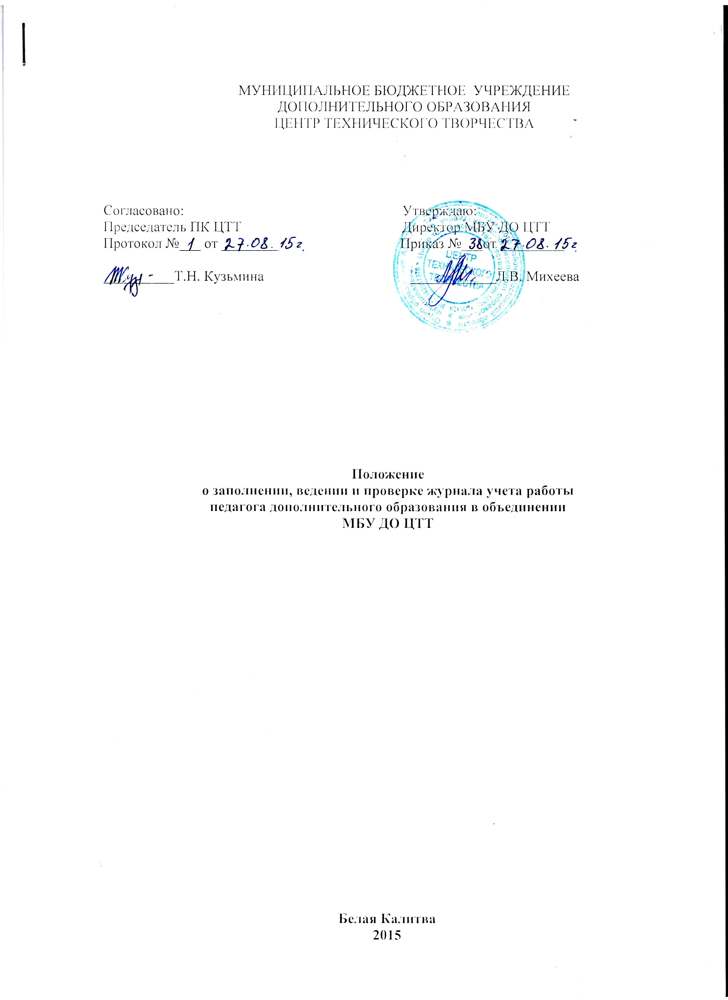 МУНИЦИПАЛЬНОЕ БЮДЖЕТНОЕ УЧРЕЖДЕНИЕ
ДОПОЛНИТЕЛЬНОГО ОБРАЗОВАНИЯ
ЦЕНТР ТЕХНИЧЕСКОГО ТВОРЧЕСТВА
Согласовано:
Председатель ПК ЦТТ
Протокол № 1 от 27.08.15г.
Т.Н. Кузьмина
Утверждаю:
Директор МБУ ДО ЦТТ
Приказ № 38 от 27.08.15г.
Л.В. Михеева
ЦЕНТР
ТЕХНИЧЕСКОГО
ТВОРЧЕСТВА
Положение
о заполнении, ведении и проверке журнала учета работы
педагога дополнительного образования в объединении
МБУ ДО ЦТТ
Белая Калитва
2015